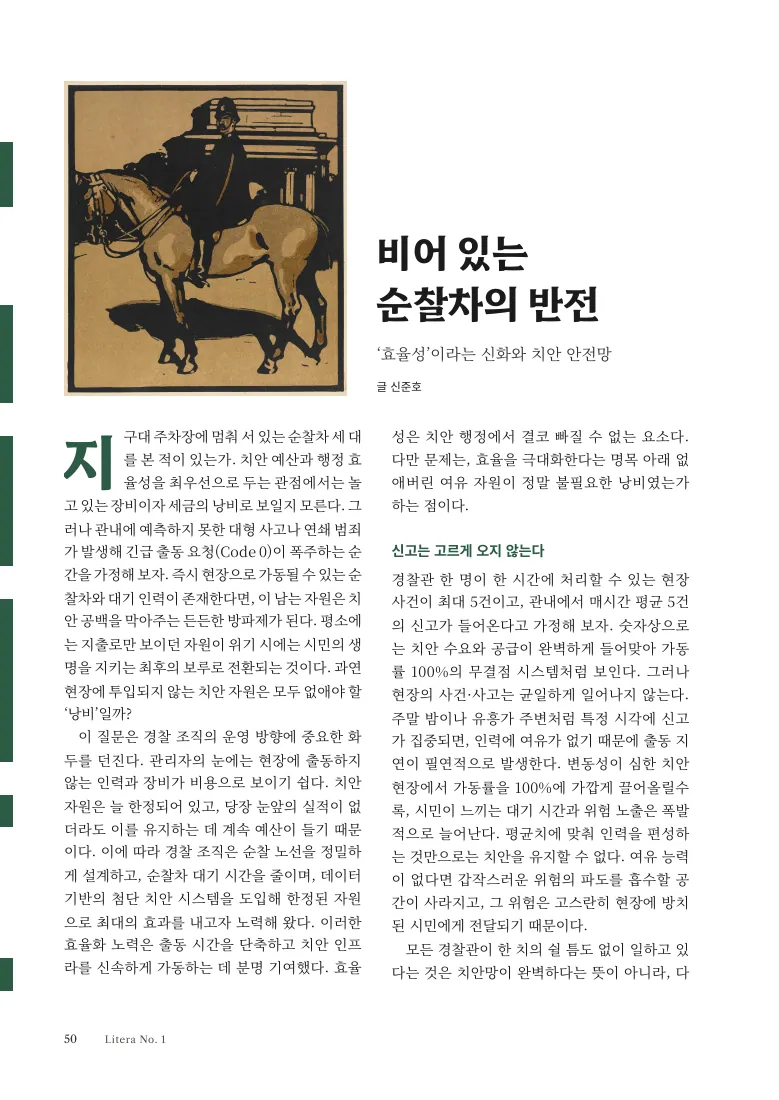 비어 있는
순찰차의 반전
‘효율성’이라는 신화와 치안 안전망
글 신준호
지구대 주차장에 멈춰 서 있는 순찰차 세 대
를 본 적이 있는가. 치안 예산과 행정 효
율성을 최우선으로 두는 관점에서는 놀
고 있는 장비이자 세금의 낭비로 보일지 모른다. 그
러나 관내에 예측하지 못한 대형 사고나 연쇄 범죄
가 발생해 긴급 출동 요청(Code 0)이 폭주하는 순
간을 가정해 보자. 즉시 현장으로 가동될 수 있는 순
찰차와 대기 인력이 존재한다면, 이 남는 자원은 치
안 공백을 막아주는 든든한 방파제가 된다. 평소에
는 지출로만 보이던 자원이 위기 시에는 시민의 생
명을 지키는 최후의 보루로 전환되는 것이다. 과연
현장에 투입되지 않는 치안 자원은 모두 없애야 할
‘낭비’일까?
이 질문은 경찰 조직의 운영 방향에 중요한 화
두를 던진다. 관리자의 눈에는 현장에 출동하지
않는 인력과 장비가 비용으로 보이기 쉽다. 치안
자원은 늘 한정되어 있고, 당장 눈앞의 실적이 없
더라도 이를 유지하는 데 계속 예산이 들기 때문
이다. 이에 따라 경찰 조직은 순찰 노선을 정밀하
게 설계하고, 순찰차 대기 시간을 줄이며, 데이터
기반의 첨단 치안 시스템을 도입해 한정된 자원
으로 최대의 효과를 내고자 노력해 왔다. 이러한
효율화 노력은 출동 시간을 단축하고 치안 인프
라를 신속하게 가동하는 데 분명 기여했다. 효율
성은 치안 행정에서 결코 빠질 수 없는 요소다.
다만 문제는, 효율을 극대화한다는 명목 아래 없
애버린 여유 자원이 정말 불필요한 낭비였는가
하는 점이다.
신고는 고르게 오지 않는다
경찰관 한 명이 한 시간에 처리할 수 있는 현장
사건이 최대 5건이고, 관내에서 매시간 평균 5건
의 신고가 들어온다고 가정해 보자. 숫자상으로
는 치안 수요와 공급이 완벽하게 들어맞아 가동
률 100%의 무결점 시스템처럼 보인다. 그러나
현장의 사건·사고는 균일하게 일어나지 않는다.
주말 밤이나 유흥가 주변처럼 특정 시각에 신고
가 집중되면, 인력에 여유가 없기 때문에 출동 지
연이 필연적으로 발생한다. 변동성이 심한 치안
현장에서 가동률을 100%에 가깝게 끌어올릴수
록, 시민이 느끼는 대기 시간과 위험 노출은 폭발
적으로 늘어난다. 평균치에 맞춰 인력을 편성하
는 것만으로는 치안을 유지할 수 없다. 여유 능력
이 없다면 갑작스러운 위험의 파도를 흡수할 공
간이 사라지고, 그 위험은 고스란히 현장에 방치
된 시민에게 전달되기 때문이다.
모든 경찰관이 한 치의 쉴 틈도 없이 일하고 있
다는 것은 치안망이 완벽하다는 뜻이 아니라, 다
50 Litera No. 1